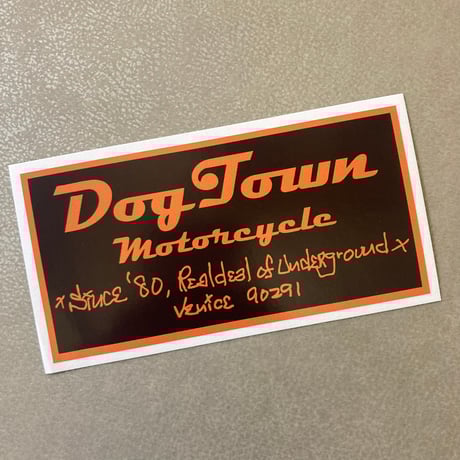 DogTown
Motorcycle
x Since '80, Realdeal of Underground x
Venice 90291